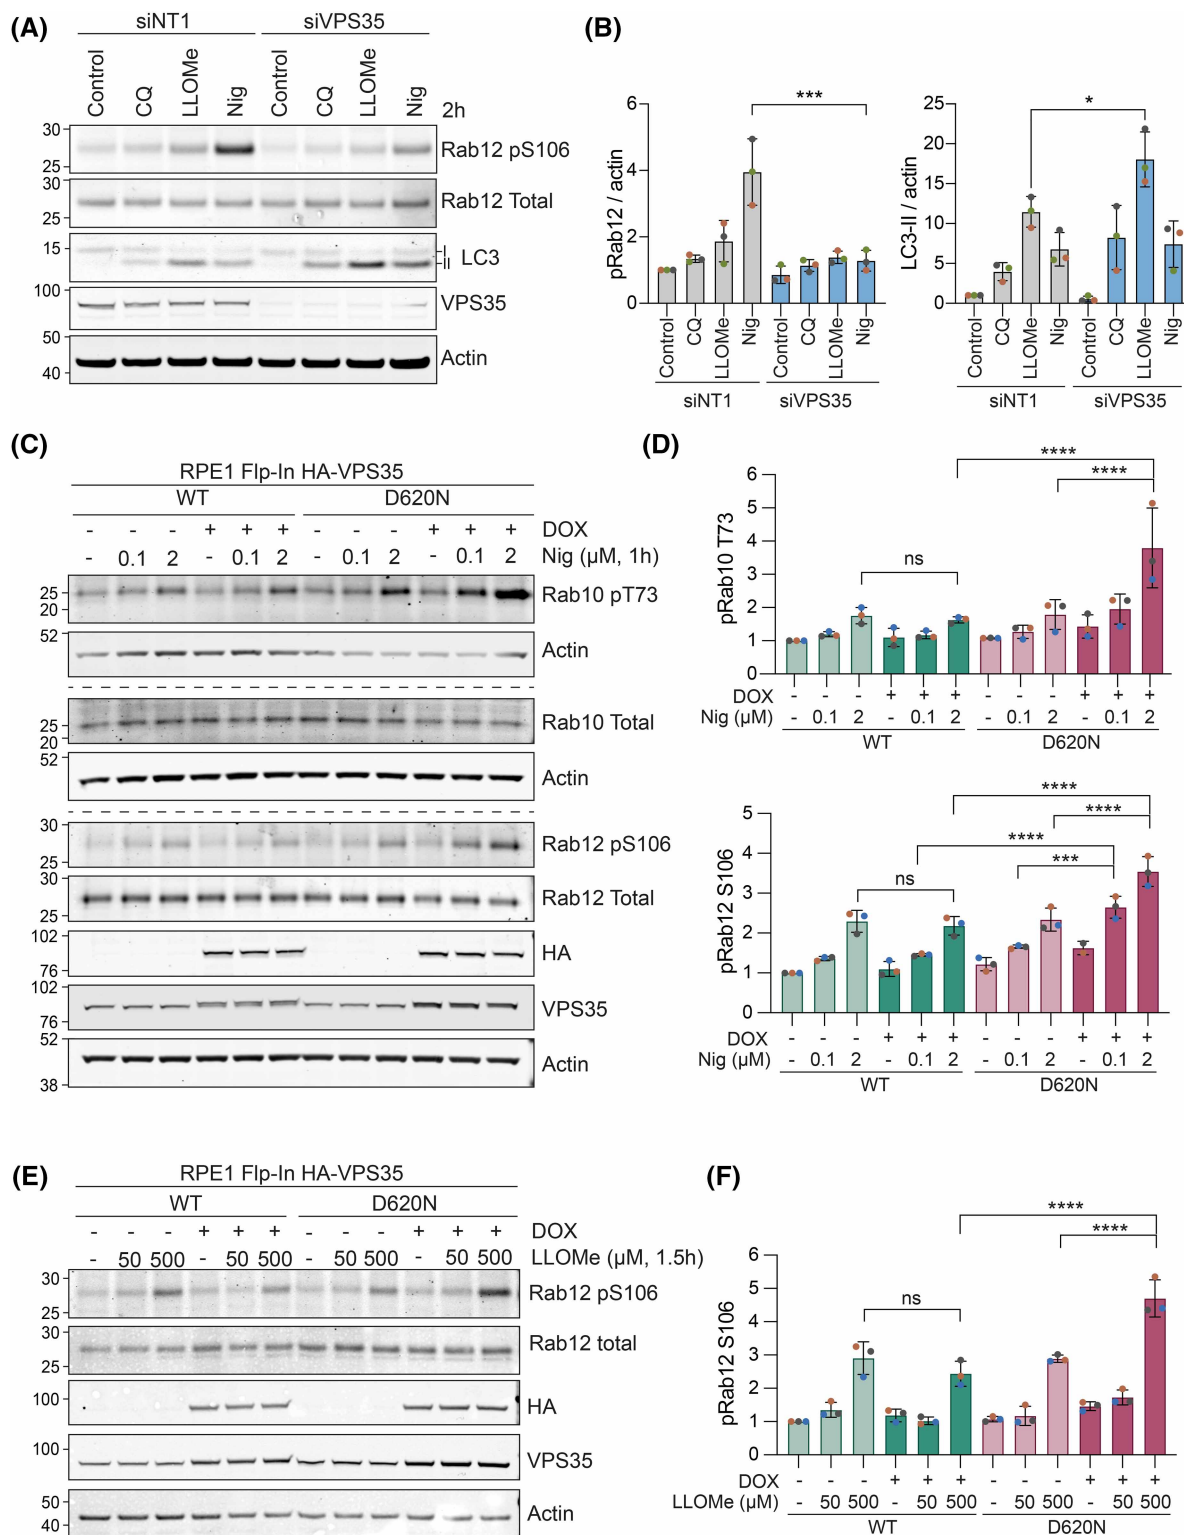 (A)
siNT1 siVPS35
Control CQ LLOMe Nig Control CQ LLOMe Nig 2h
30
25
Rab12 pS106
30
25
Rab12 Total
15
I
II
LC3
100
VPS35
50
40
Actin
(B)
pRab12 / actin
6
4
2
0
***
Control CQ LLOMe Nig Control CQ LLOMe Nig
siNT1 siVPS35
LC3-II / actin
25
20
15
10
5
0
*
Control CQ LLOMe Nig Control CQ LLOMe Nig
siNT1 siVPS35
(C)
RPE1 Flp-In HA-VPS35
WT D620N
- - - + + + - - - + + + DOX
- 0.1 2 - 0.1 2 - 0.1 2 - 0.1 2 Nig (µM, 1h)
25
20
Rab10 pT73
52
Actin
25
20
Rab10 Total
52
Actin
30
25
Rab12 pS106
30
25
Rab12 Total
102
76
HA
102
76
VPS35
52
38
Actin
(D)
pRab10 T73
6
5
4
3
2
1
0
ns
****
****
DOX - - - + + + - - - + + +
Nig (µM) - 0.1 2 - 0.1 2 - 0.1 2 - 0.1 2
WT D620N
pRab12 S106
5
4
3
2
1
0
ns
****
****
****
***
DOX - - - + + + - - - + + +
Nig (µM) - 0.1 2 - 0.1 2 - 0.1 2 - 0.1 2
WT D620N
(E)
RPE1 Flp-In HA-VPS35
WT D620N
- - - + + + - - - + + + DOX
- 50 500 - 50 500 - 50 500 - 50 500 LLOMe (µM, 1.5h)
30
25
Rab12 pS106
30
25
Rab12 total
100
HA
100
VPS35
50
40
Actin
(F)
pRab12 S106
6
5
4
3
2
1
0
ns
****
****
DOX - - - + + + - - - + + +
LLOMe (µM) - 50 500 - 50 500 - 50 500 - 50 500
WT D620N